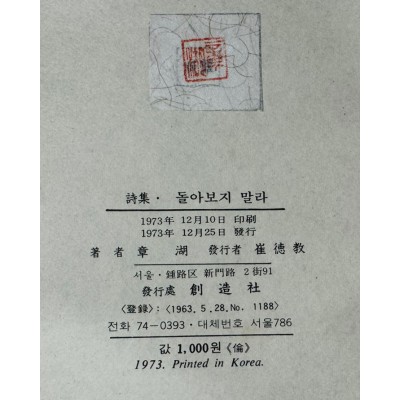 詩集· 돌아보지 말라
1973年 12月10日 印刷
1973年 12月25日 發行
著者 章湖 發行者 崔徳教
서울·鍾路区 新門路 2街91
發行處 創造社
〈登錄〉:〈1963. 5. 28. No. 1188〉
전화 74-0393·대체번호 서울786
값 1,000원《倫》
1973. Printed in Korea.